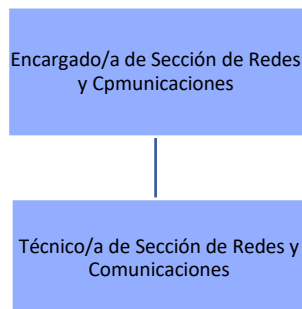 Encargado/a de Sección de Redes
y Cpmunicaciones
Técnico/a de Sección de Redes y
Comunicaciones